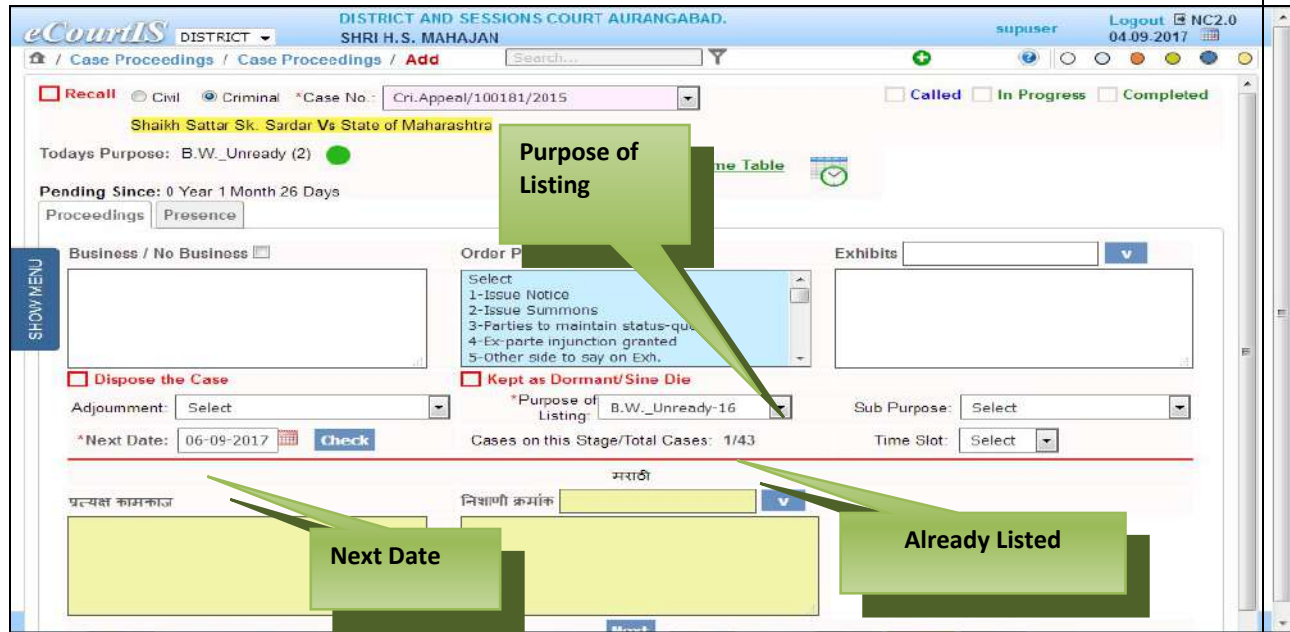 DISTRICT AND SESSIONS COURT AURANGABAD.
eCourtIS DISTRICT SHRI H.S. MAHAJAN supuser Logout NC2.0
04-09-2017
/ Case Proceedings / Case Proceedings / Add Search...
Recall Civil Criminal *Case No.: Cri.Appeal/100181/2015 Called In Progress Completed
Shaikh Sattar Sk. Sardar Vs State of Maharashtra
Todays Purpose: B.W._Unready (2)
Purpose of
Listing
me Table
Pending Since: 0 Year 1 Month 26 Days
Proceedings Presence
SHOW MENU
Business / No Business Order P Exhibits v
Select
1-Issue Notice
2-Issue Summons
3-Parties to maintain status-qu
4-Ex-parte injunction granted
5-Other side to say on Exh.
Dispose the Case Kept as Dormant/Sine Die
Adjournment: Select *Purpose of Listing: B.W._Unready-16 Sub Purpose: Select
*Next Date: 06-09-2017 Check Cases on this Stage/Total Cases: 1/43 Time Slot: Select
मराठी
प्रत्यक्ष कामकाज निशाणी क्रमांक v
Next Date
Already Listed
Next